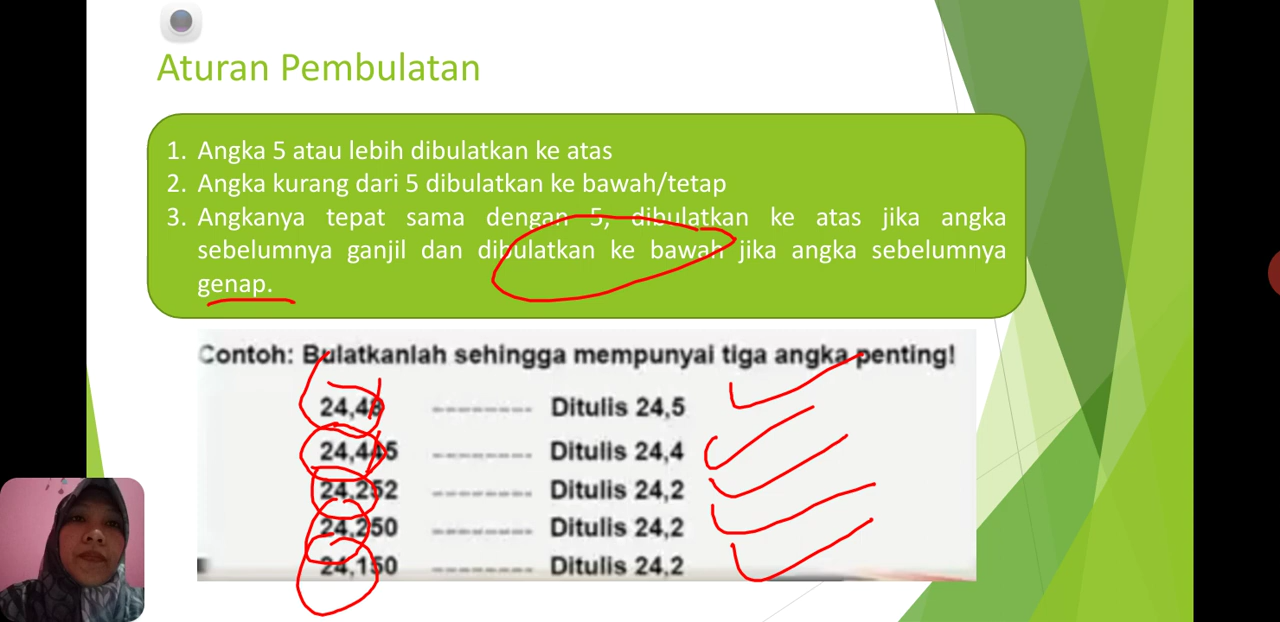 Aturan Pembulatan
1. Angka 5 atau lebih dibulatkan ke atas
2. Angka kurang dari 5 dibulatkan ke bawah/tetap
3. Angkanya tepat sama dengan 5, dibulatkan ke atas jika angka
sebelumnya ganjil dan dibulatkan ke bawah jika angka sebelumnya
genap.
Contoh: Bulatkanlah sehingga mempunyai tiga angka penting!
24,48 --------- Ditulis 24,5
24,445 --------- Ditulis 24,4
24,252 --------- Ditulis 24,2
24,250 --------- Ditulis 24,2
24,150 --------- Ditulis 24,2